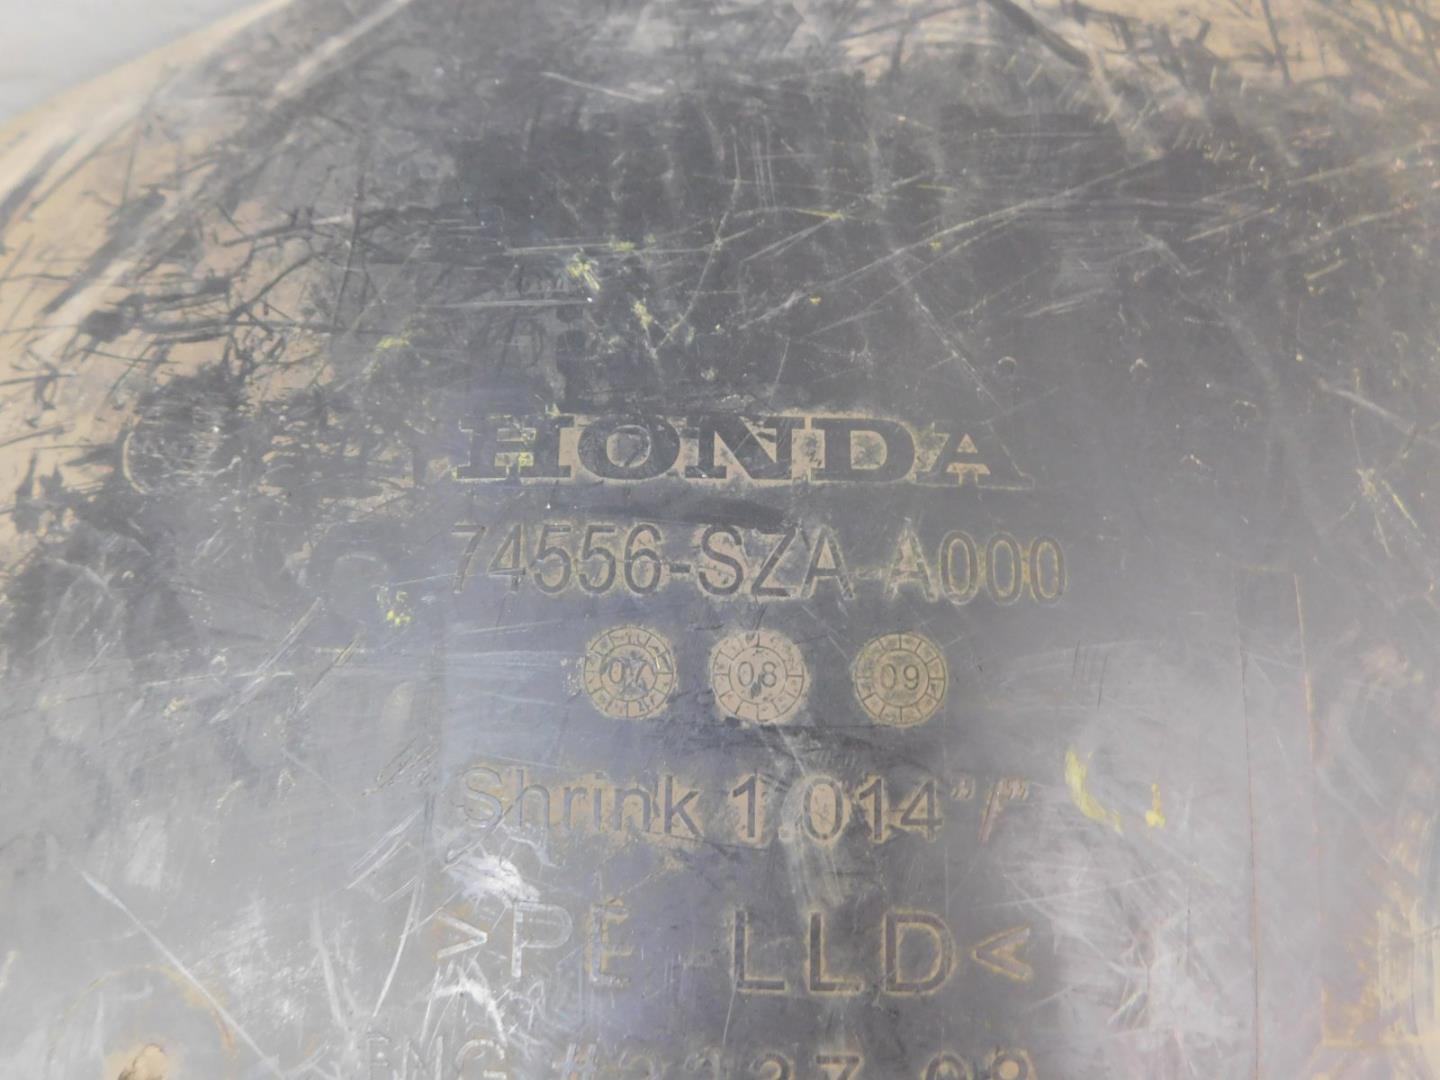 HONDA
74556-SZA-A000
07 08 09
Shrink 1.014"/"'
>PE-LLD<